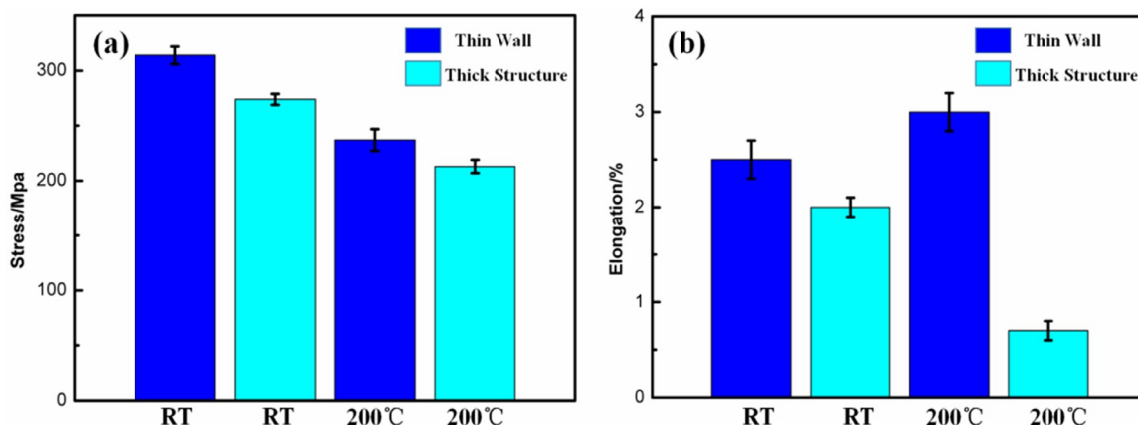 (a)
Thin Wall
Thick Structure
Stress/Mpa
300
200
100
0
RT RT 200℃ 200℃
(b)
Thin Wall
Thick Structure
Elongation/%
4
3
2
1
0
RT RT 200℃ 200℃